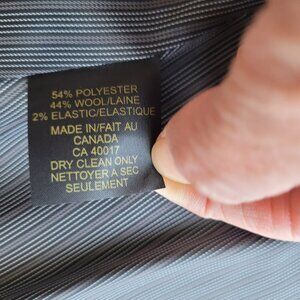 54% POLYESTER
44% WOOL/LAINE
2% ELASTIC/ELASTIQUE
MADE IN/FAIT AU
CANADA
CA 40017
DRY CLEAN ONLY
NETTOYER A SEC
SEULEMENT